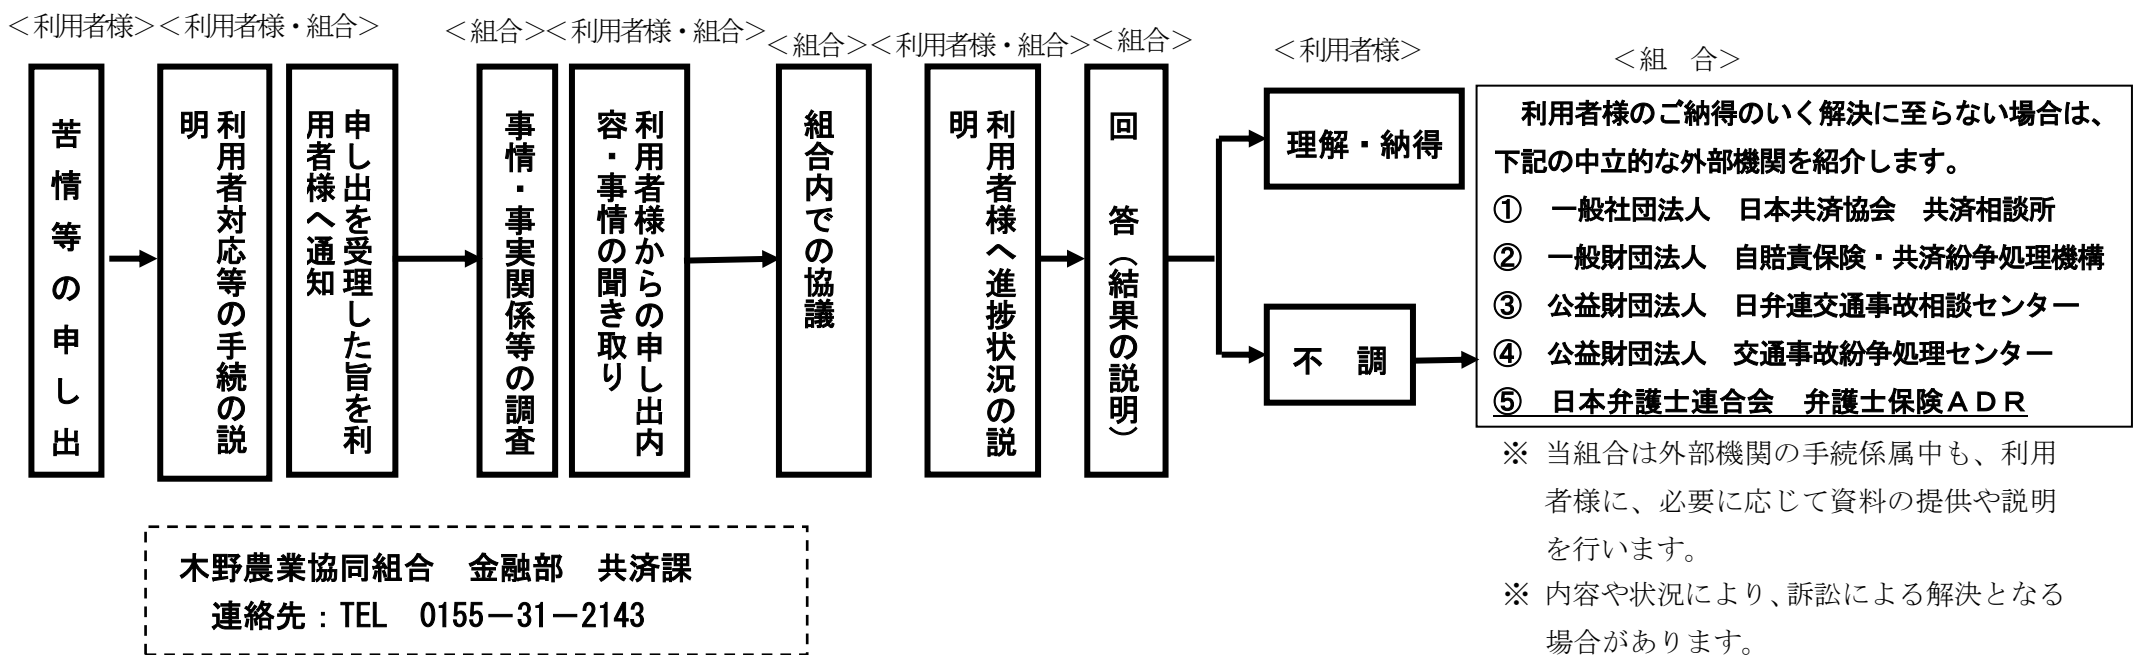 ＜利用者様＞
＜利用者様・組合＞
＜組合＞
＜利用者様・組合＞
＜組合＞
＜利用者様・組合＞
＜組合＞
＜利用者様＞
＜組　合＞
苦情等の申し出
利用者対応等の手続の説
明
申し出を受理した旨を利
用者様へ通知
事情・事実関係等の調査
利用者様からの申し出内
容・事情の聞き取り
組合内での協議
利用者様へ進捗状況の説
明
回　答（結果の説明）
理解・納得
不　調
利用者様のご納得のいく解決に至らない場合は、
下記の中立的な外部機関を紹介します。
①　一般社団法人　日本共済協会　共済相談所
②　一般財団法人　自賠責保険・共済紛争処理機構
③　公益財団法人　日弁連交通事故相談センター
④　公益財団法人　交通事故紛争処理センター
⑤　日本弁護士連合会　弁護士保険ＡＤＲ
※ 当組合は外部機関の手続係属中も、利用
者様に、必要に応じて資料の提供や説明
を行います。
※ 内容や状況により、訴訟による解決となる
場合があります。
木野農業協同組合　金融部　共済課
連絡先：TEL　0155－31－2143